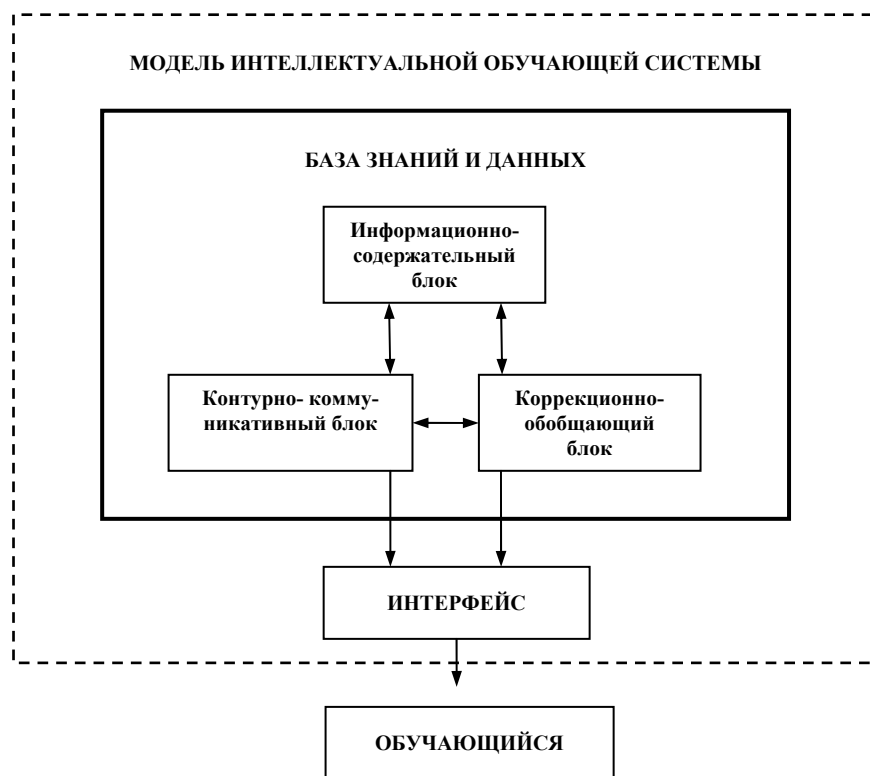 МОДЕЛЬ ИНТЕЛЛЕКТУАЛЬНОЙ ОБУЧАЮЩЕЙ СИСТЕМЫ
БАЗА ЗНАНИЙ И ДАННЫХ
Информационно-
содержательный
блок
Контурно- комму-
никативный блок
Коррекционно-
обобщающий
блок
ИНТЕРФЕЙС
ОБУЧАЮЩИЙСЯ